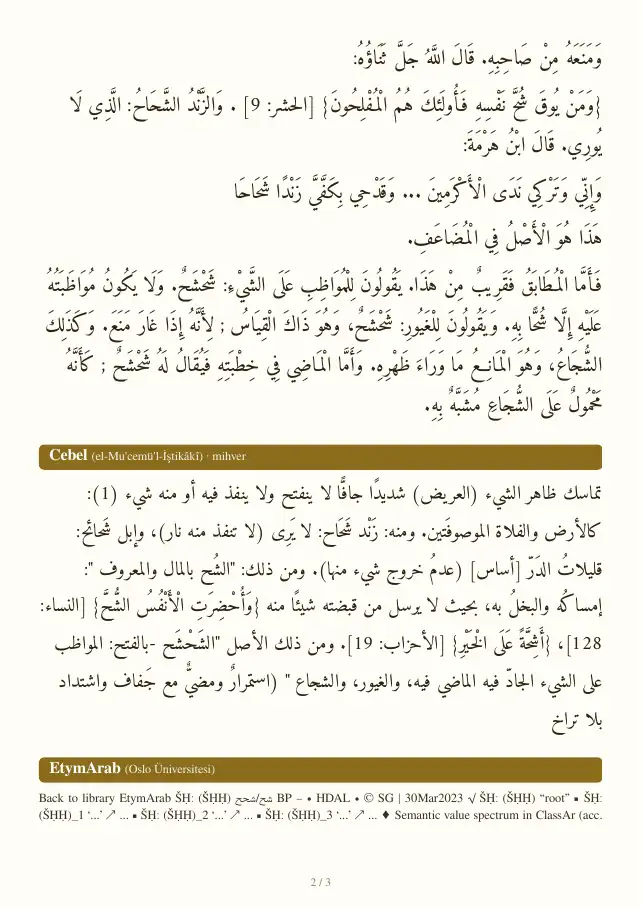 وَمَنَعَهُ مِنْ صَاحِبِهِ. قَالَ اللَّهُ جَلَّ ثَنَاؤُهُ:
{وَمَنْ يُوقَ شُحَّ نَفْسِهِ فَأُولَئِكَ هُمُ الْمُفْلِحُونَ} [الحشر: 9] . وَالزَّنْدُ الشَّحَاحُ: الَّذِي لَا
يُورِي. قَالَ ابْنُ هَرْمَةَ:
وَإِنِّي وَتَرْكِي نَدَى الْأَكْرَمِينَ ... وَقَدْحِي بِكَفَّيَّ زَنْدًا شَحَاحَا
هَذَا هُوَ الْأَصْلُ فِي الْمُضَاعَفِ.
فَأَمَّا الْمُطَابَقُ فَقَرِيبٌ مِنْ هَذَا. يَقُولُونَ لِلْمُوَاظِبِ عَلَى الشَّيْءِ: شَحْشَحٌ. وَلَا يَكُونُ مُوَاظَبَتُهُ
عَلَيْهِ إِلَّا شُحًّا بِهِ. وَيَقُولُونَ لِلْغَيُورِ: شَحْشَحٌ، وَهُوَ ذَاكَ الْقِيَاسُ ; لِأَنَّهُ إِذَا غَارَ مَنَعَ. وَكَذَلِكَ
الشُّجَاعُ، وَهُوَ الْمَانِعُ مَا وَرَاءَ ظَهْرِهِ. وَأَمَّا الْمَاضِي فِي خِطْبَتِهِ فَيُقَالُ لَهُ شَحْشَحٌ ; كَأَنَّهُ
مَحْمُولٌ عَلَى الشُّجَاعِ مُشَبَّهٌ بِهِ.
Cebel (el-Mu'cemü'l-İştikâkî) · mihver
تماسك ظاهر الشيء (العريض) شديدًا جافًّا لا ينفتح ولا ينفذ فيه أو منه شيء (1):
كالأرض والفلاة الموصوفَتين. ومنه: زَنْد شَحَاح: لا يَرِى (لا تنفذ منه نار)، وإبل شَحائح:
قليلاتُ الدَرّ [أساس] (عدمُ خروج شيء منها). ومن ذلك: "الشُح بالمال والمعروف ":
إمساكُه والبخلُ به، بحيث لا يرسل من قبضته شيئًا منه {وَأُحْضِرَتِ الْأَنْفُسُ الشُّحَّ} [النساء:
128]، {أَشِحَّةً عَلَى الْخَيْرِ} [الأحزاب: 19]. ومن ذلك الأصل "الشَحْشَح -بالفتح: المواظب
على الشيء الجادّ فيه الماضي فيه، والغيور، والشجاع " (استمرارٌ ومضيٌّ مع جَفاف واشتداد
بلا تراخ
EtymArab (Oslo Üniversitesi)
Back to library EtymArab ŠḤ: (ŠḤḤ) شح/شحح BP – • HDAL • © SG | 30Mar2023 √ ŠḤ: (ŠḤḤ) “root” ▪ ŠḤ:
(ŠḤḤ)_1 ‘...’ ↗ ... ▪ ŠḤ: (ŠḤḤ)_2 ‘...’ ↗ ... ▪ ŠḤ: (ŠḤḤ)_3 ‘...’ ↗ ... ♦ Semantic value spectrum in ClassAr (acc.
2 / 3